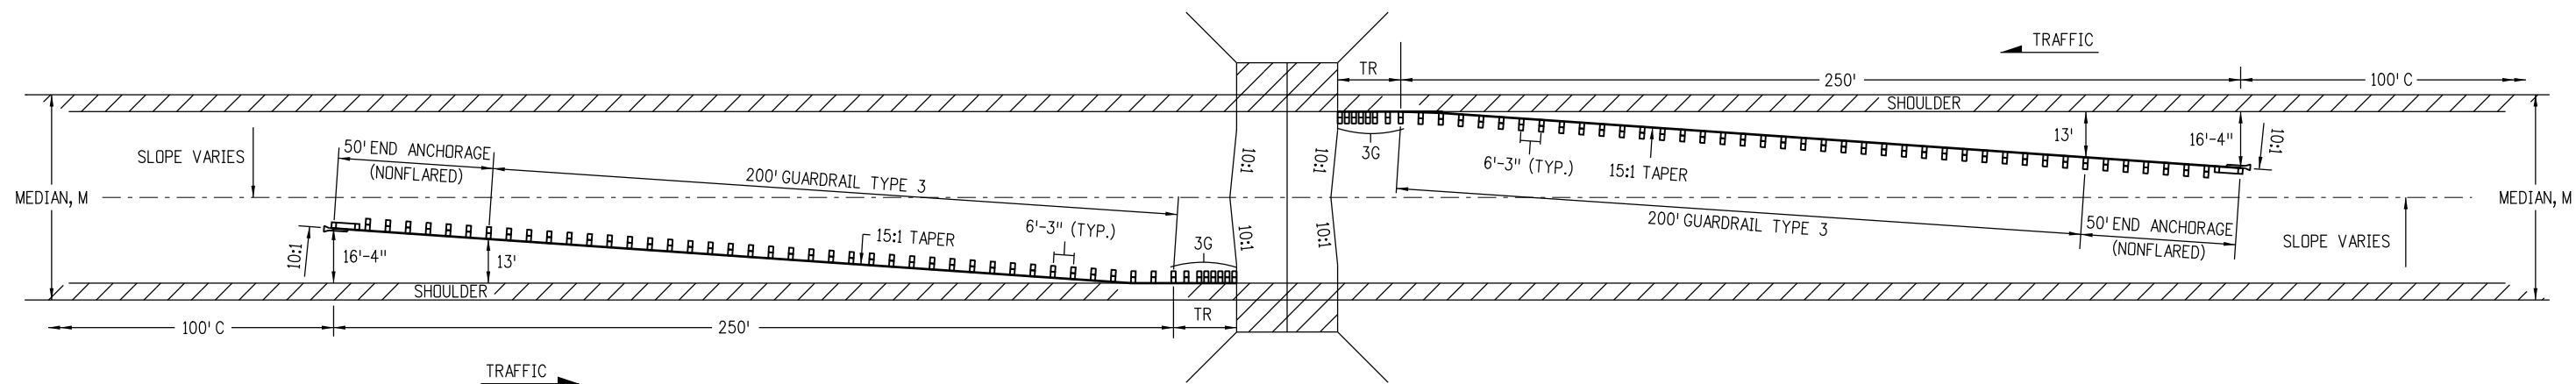 TRAFFIC
TR
250'
100' C
SHOULDER
50' END ANCHORAGE
(NONFLARED)
SLOPE VARIES
200' GUARDRAIL TYPE 3
3G
6'-3" (TYP.)
15:1 TAPER
13'
16'-4"
10:1
10:1
10:1
MEDIAN, M
MEDIAN, M
10:1
16'-4"
13'
15:1 TAPER
6'-3" (TYP.)
3G
10:1
10:1
200' GUARDRAIL TYPE 3
50' END ANCHORAGE
(NONFLARED)
SLOPE VARIES
SHOULDER
100' C
250'
TR
TRAFFIC